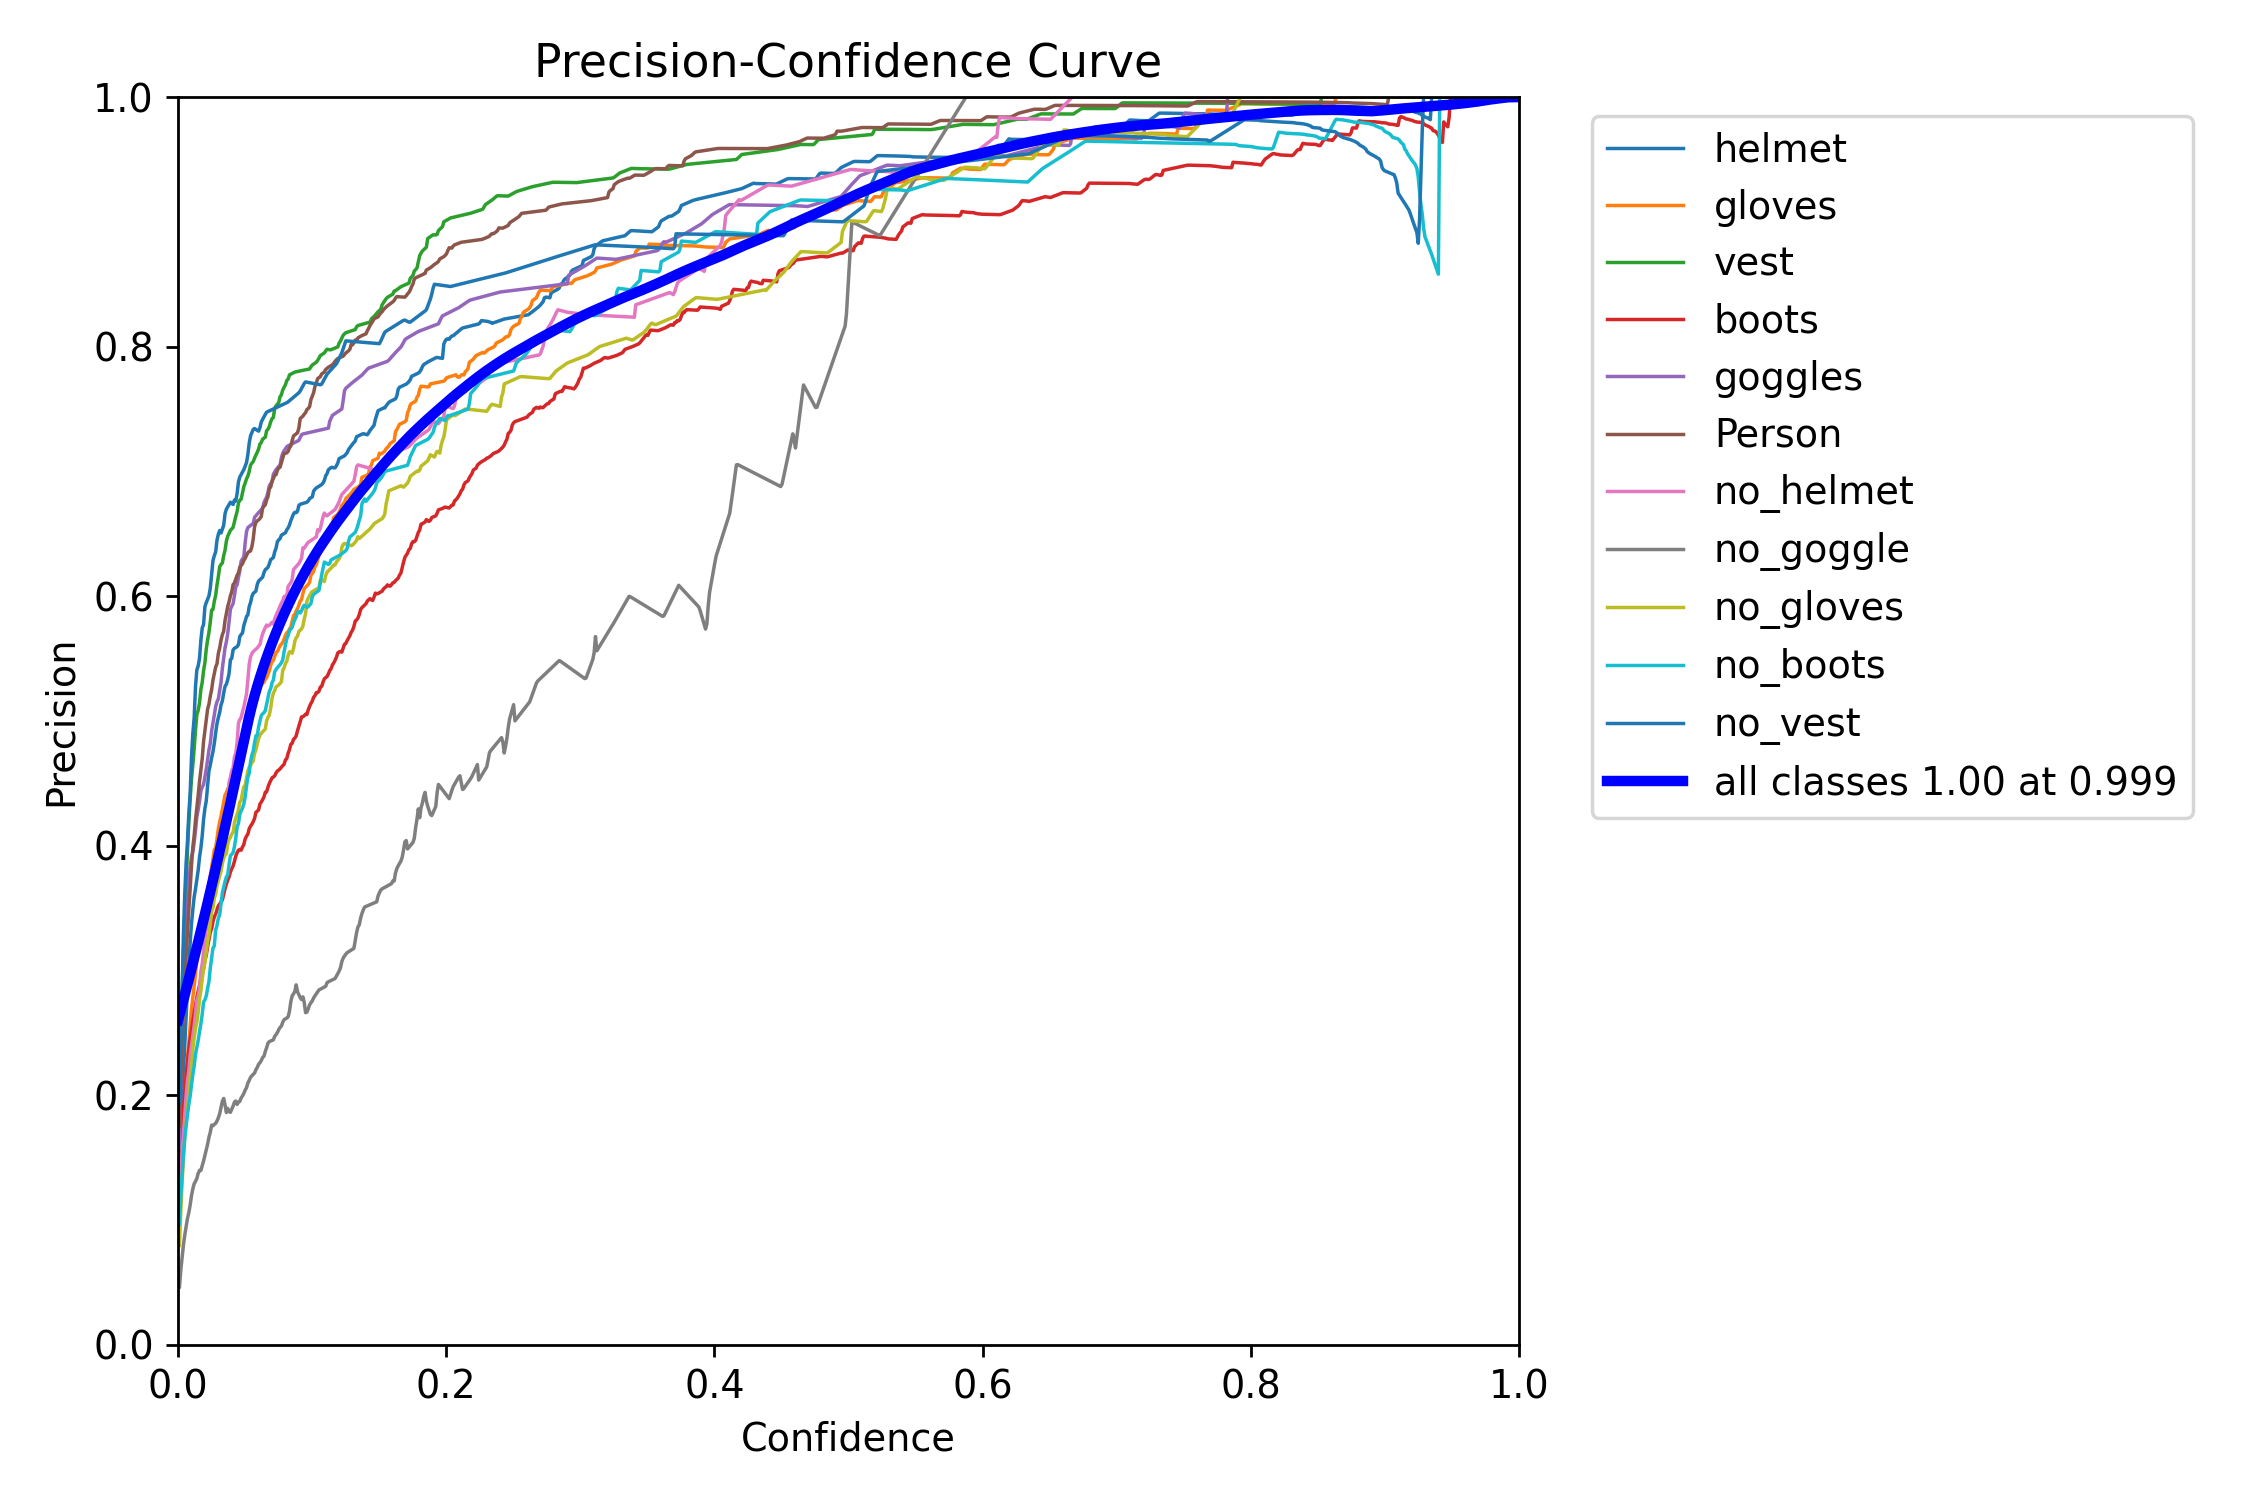 Precision-Confidence Curve
1.0
0.8
0.6
0.4
0.2
0.0
Precision
0.0 0.2 0.4 0.6 0.8 1.0
Confidence
helmet
gloves
vest
boots
goggles
Person
no_helmet
no_goggle
no_gloves
no_boots
no_vest
all classes 1.00 at 0.999